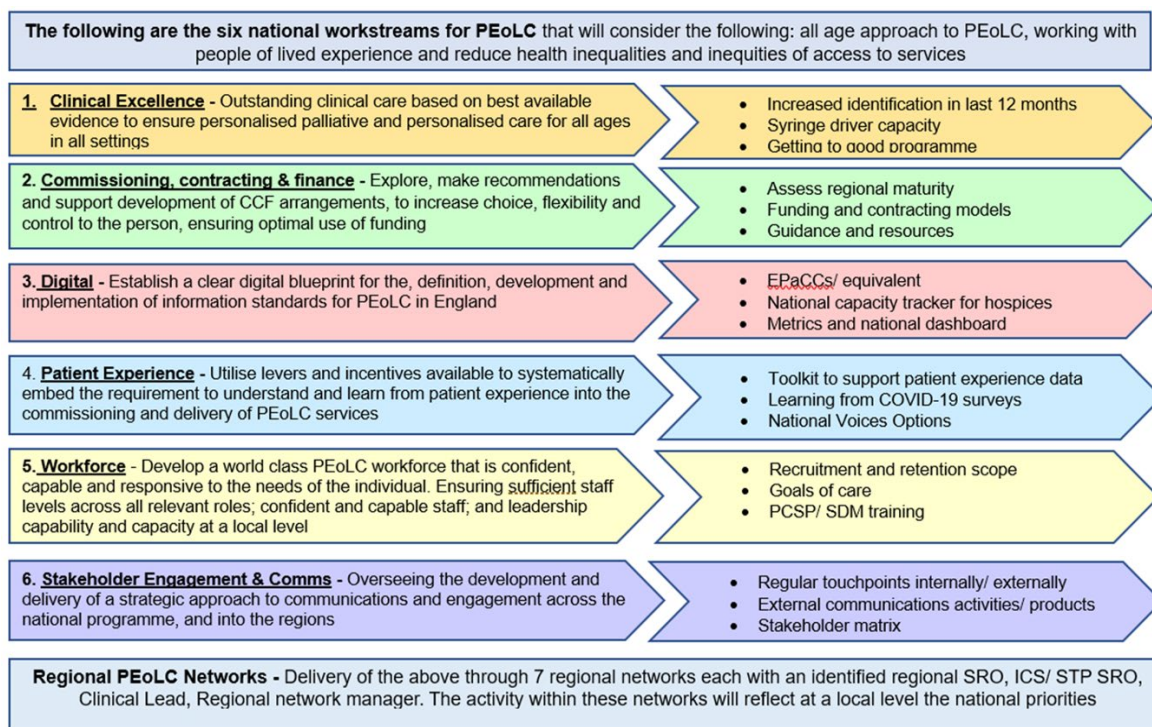 The following are the six national workstreams for PEoLC that will consider the following: all age approach to PEoLC, working with
people of lived experience and reduce health inequalities and inequities of access to services
1. Clinical Excellence - Outstanding clinical care based on best available
evidence to ensure personalised palliative and personalised care for all ages
in all settings
• Increased identification in last 12 months
• Syringe driver capacity
• Getting to good programme
2. Commissioning, contracting & finance - Explore, make recommendations
and support development of CCF arrangements, to increase choice, flexibility and
control to the person, ensuring optimal use of funding
• Assess regional maturity
• Funding and contracting models
• Guidance and resources
3. Digital - Establish a clear digital blueprint for the, definition, development and
implementation of information standards for PEoLC in England
• EPaCCs/ equivalent
• National capacity tracker for hospices
• Metrics and national dashboard
4. Patient Experience - Utilise levers and incentives available to systematically
embed the requirement to understand and learn from patient experience into the
commissioning and delivery of PEoLC services
• Toolkit to support patient experience data
• Learning from COVID-19 surveys
• National Voices Options
5. Workforce - Develop a world class PEoLC workforce that is confident,
capable and responsive to the needs of the individual. Ensuring sufficient staff
levels across all relevant roles; confident and capable staff; and leadership
capability and capacity at a local level
• Recruitment and retention scope
• Goals of care
• PCSP/ SDM training
6. Stakeholder Engagement & Comms - Overseeing the development and
delivery of a strategic approach to communications and engagement across the
national programme, and into the regions
• Regular touchpoints internally/ externally
• External communications activities/ products
• Stakeholder matrix
Regional PEoLC Networks - Delivery of the above through 7 regional networks each with an identified regional SRO, ICS/ STP SRO,
Clinical Lead, Regional network manager. The activity within these networks will reflect at a local level the national priorities